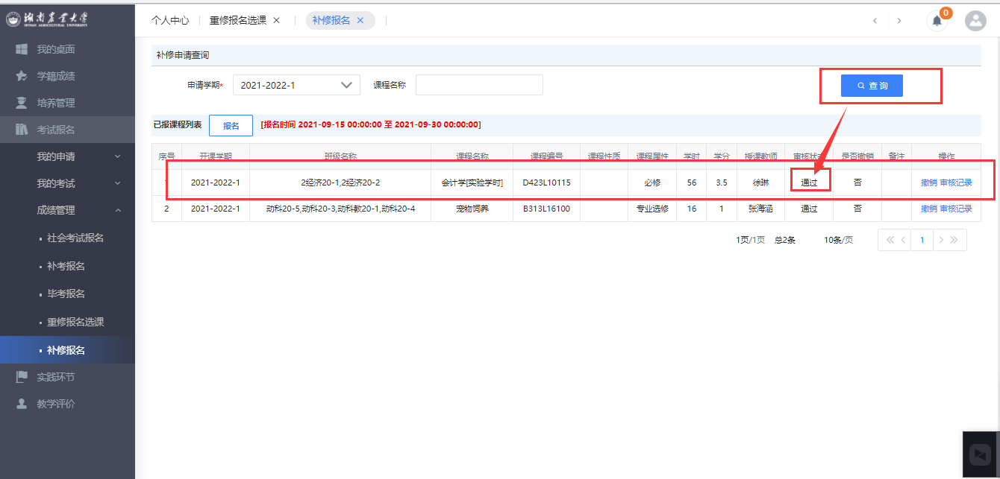 湖南农业大学
HUNAN AGRICULTURAL UNIVERSITY
个人中心
重修报名选课 ×
补修报名 ×
0
我的桌面
学籍成绩
培养管理
考试报名
我的申请
我的考试
成绩管理
社会考试报名
补考报名
毕考报名
重修报名选课
补修报名
实践环节
教学评价
补修申请查询
申请学期* 2021-2022-1 课程名称 查询
已报课程列表 报名 [报名时间 2021-09-15 00:00:00 至 2021-09-30 00:00:00]
序号 开课学期 班级名称 课程名称 课程编号 课程性质 课程属性 学时 学分 授课教师 审核状态 是否撤销 备注 操作
1 2021-2022-1 2经济20-1,2经济20-2 会计学[实验学时] D423L10115 必修 56 3.5 徐琳 通过 否 撤销 审核记录
2 2021-2022-1 动科20-5,动科20-3,动科教20-1,动科20-4 宠物饲养 B313L16100 专业选修 16 1 张海涵 通过 否 撤销 审核记录
1页/1页 总2条 10条/页 1